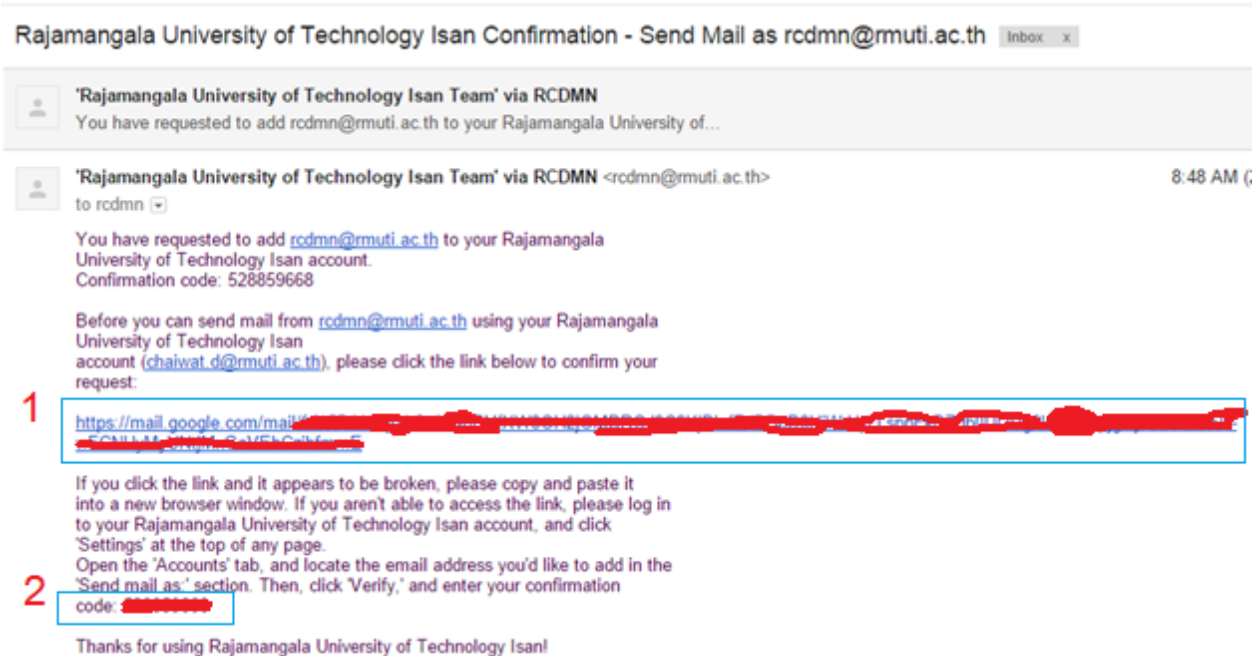 Rajamangala University of Technology Isan Confirmation - Send Mail as rcdmn@rmuti.ac.th Inbox x
'Rajamangala University of Technology Isan Team' via RCDMN
You have requested to add rcdmn@rmuti.ac.th to your Rajamangala University of...
'Rajamangala University of Technology Isan Team' via RCDMN <rcdmn@rmuti.ac.th> 8:48 AM (
to rcdmn
You have requested to add rcdmn@rmuti.ac.th to your Rajamangala
University of Technology Isan account.
Confirmation code: 528859668
Before you can send mail from rcdmn@rmuti.ac.th using your Rajamangala
University of Technology Isan
account (chaiwat.d@rmuti.ac.th), please click the link below to confirm your
request:
1
https://mail.google.com/mail/
If you click the link and it appears to be broken, please copy and paste it
into a new browser window. If you aren't able to access the link, please log in
to your Rajamangala University of Technology Isan account, and click
'Settings' at the top of any page.
Open the 'Accounts' tab, and locate the email address you'd like to add in the
'Send mail as:' section. Then, click 'Verify,' and enter your confirmation
2
code:
Thanks for using Rajamangala University of Technology Isan!